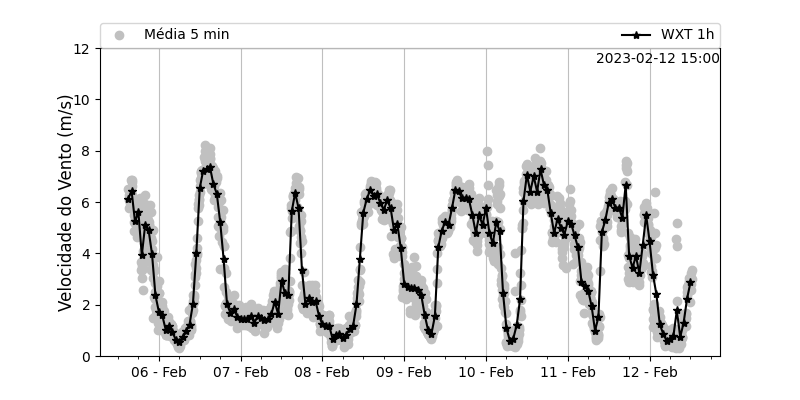 Média 5 min
WXT 1h
2023-02-12 15:00
Velocidade do Vento (m/s)
12
10
8
6
4
2
0
06 - Feb
07 - Feb
08 - Feb
09 - Feb
10 - Feb
11 - Feb
12 - Feb